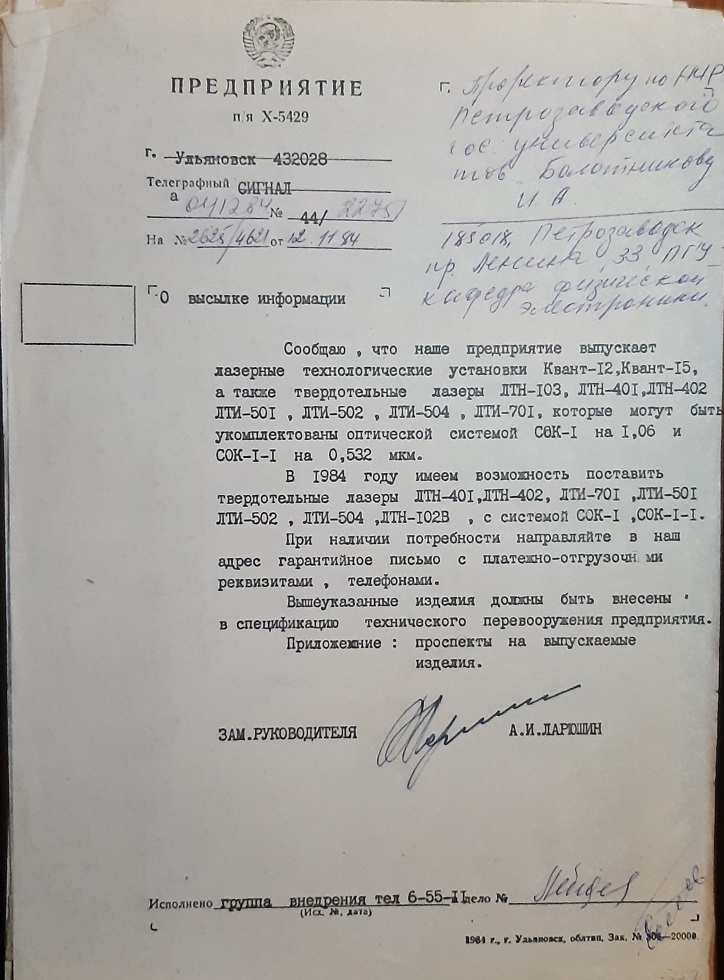 ПРЕДПРИЯТИЕ
п/я Х-5429
г. Ульяновск 432028
Телеграфный СИГНАЛ
а 041284 № 44/2275
На № 2625/4621 от 12.11.84
г. Проректору по НИР
Петрозаводского
гос. университета
тов. Болотникову
И. А.
185018, Петрозаводск
пр. Ленина 33 ПГУ
кафедра физической
электроники.
О высылке информации
Сообщаю , что наше предприятие выпускает
лазерные технологические установки Квант-I2,Квант-I5,
а также твердотельные лазеры ЛТН-I03, ЛТН-40I,ЛТН-402
ЛТИ-50I , ЛТИ-502 , ЛТИ-504 , ЛТИ-70I, которые могут быть
укомплектованы оптической системой СОК-I на I,06 и
СОК-I-I на 0,532 мкм.
В I984 году имеем возможность поставить
твердотельные лазеры ЛТН-40I,ЛТН-402, ЛТИ-70I ,ЛТИ-50I
ЛТИ-502 , ЛТИ-504 ,ЛТН-I02В , с системой СОК-I ,СОК-I-I.
При наличии потребности направляйте в наш
адрес гарантийное письмо с платежно-отгрузочными
реквизитами , телефонами.
Вышеуказанные изделия должны быть внесены
в спецификацию технического перевооружения предприятия.
Приложение : проспекты на выпускаемые
изделия.
ЗАМ.РУКОВОДИТЕЛЯ А.И.ЛАРЮШИН
Исполнено группа внедрения тел 6-55-II дело №
(Исх. №, дата)
1984 г., г. Ульяновск, облтип, Зак. № 306—20000.